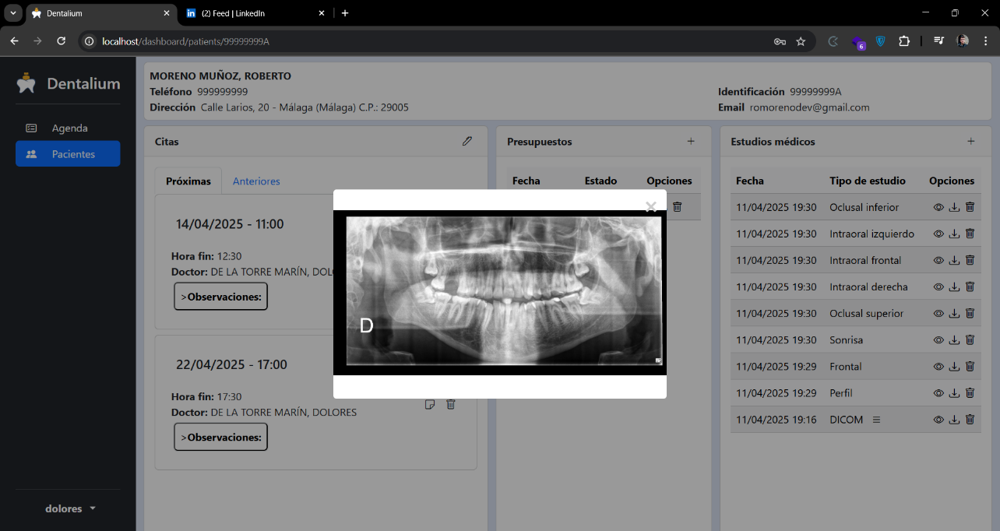 Dentalium
(2) Feed | LinkedIn
localhost/dashboard/patients/99999999A
6
Dentalium
Agenda
Pacientes
dolores
MORENO MUÑOZ, ROBERTO
Teléfono 999999999
Dirección Calle Larios, 20 - Málaga (Málaga) C.P.: 29005
Identificación 99999999A
Email romorenodev@gmail.com
Citas
Próximas Anteriores
14/04/2025 - 11:00
Hora fin: 12:30
Doctor: DE LA TORRE MARÍN,
>Observaciones:
22/04/2025 - 17:00
Hora fin: 17:30
Doctor: DE LA TORRE MARÍN, DOLORES
>Observaciones:
Presupuestos +
Fecha Estado Opciones
D
Estudios médicos +
Fecha Tipo de estudio Opciones
11/04/2025 19:30 Oclusal inferior
11/04/2025 19:30 Intraoral izquierdo
11/04/2025 19:30 Intraoral frontal
11/04/2025 19:30 Intraoral derecha
11/04/2025 19:30 Oclusal superior
11/04/2025 19:30 Sonrisa
11/04/2025 19:29 Frontal
11/04/2025 19:29 Perfil
11/04/2025 19:16 DICOM